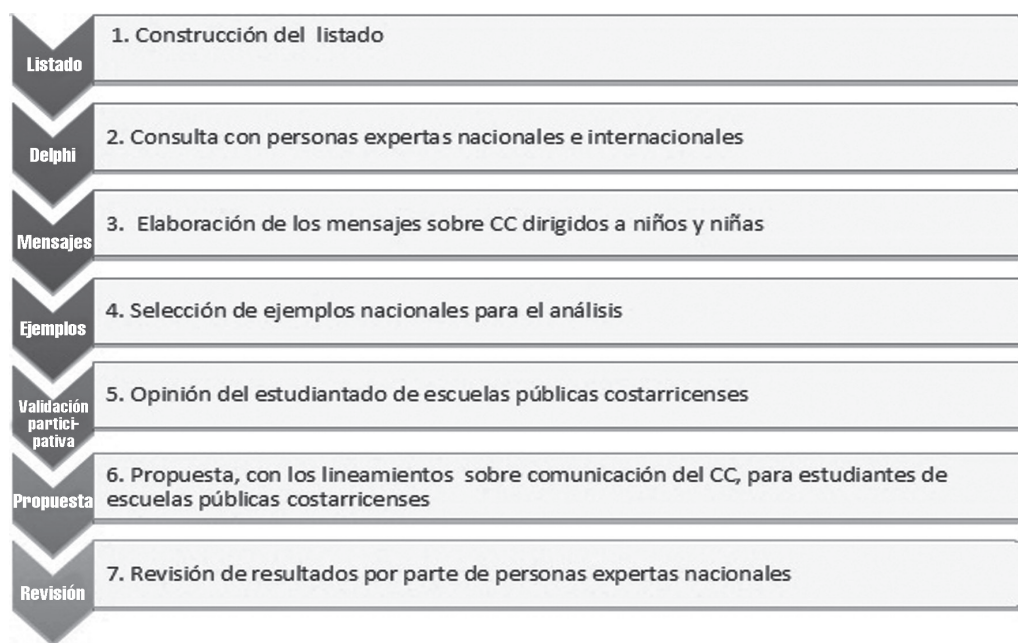 Listado
1. Construcción del listado
Delphi
2. Consulta con personas expertas nacionales e internacionales
Mensajes
3. Elaboración de los mensajes sobre CC dirigidos a niños y niñas
Ejemplos
4. Selección de ejemplos nacionales para el análisis
Validación
partici-
pativa
5. Opinión del estudiantado de escuelas públicas costarricenses
Propuesta
6. Propuesta, con los lineamientos sobre comunicación del CC, para estudiantes de
escuelas públicas costarricenses
Revisión
7. Revisión de resultados por parte de personas expertas nacionales